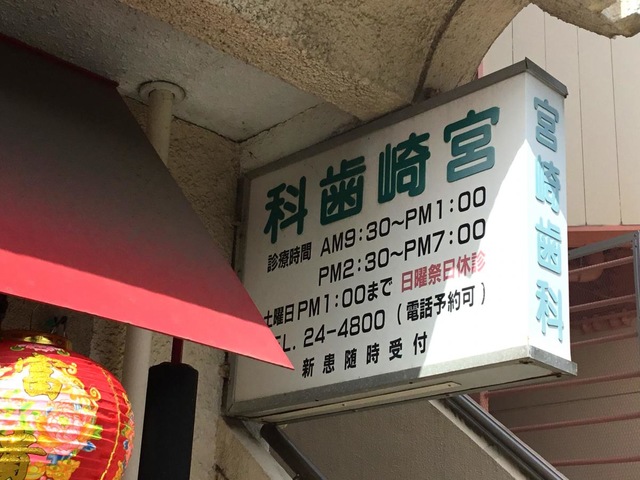 科歯崎宮
診療時間 AM9:30~PM1:00
PM2:30~PM7:00
土曜日PM1:00まで 日曜祭日休診
TEL. 24-4800 (電話予約可)
新患随時受付
宮崎歯科